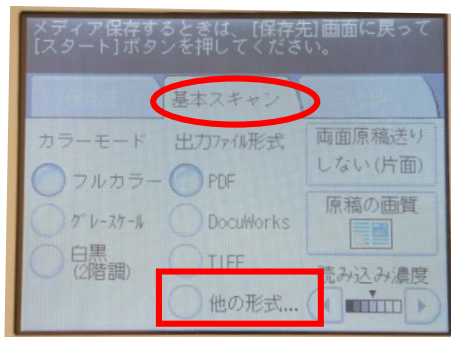 メディア保存するときは、[保存先]画面に戻って
[スタート]ボタンを押してください。
基本スキャン
カラーモード
フルカラー
グレースケール
白黒
(2階調)
出力ファイル形式
PDF
DocuWorks
TIFF
他の形式...
両面原稿送り
しない(片面)
原稿の画質
読み込み濃度